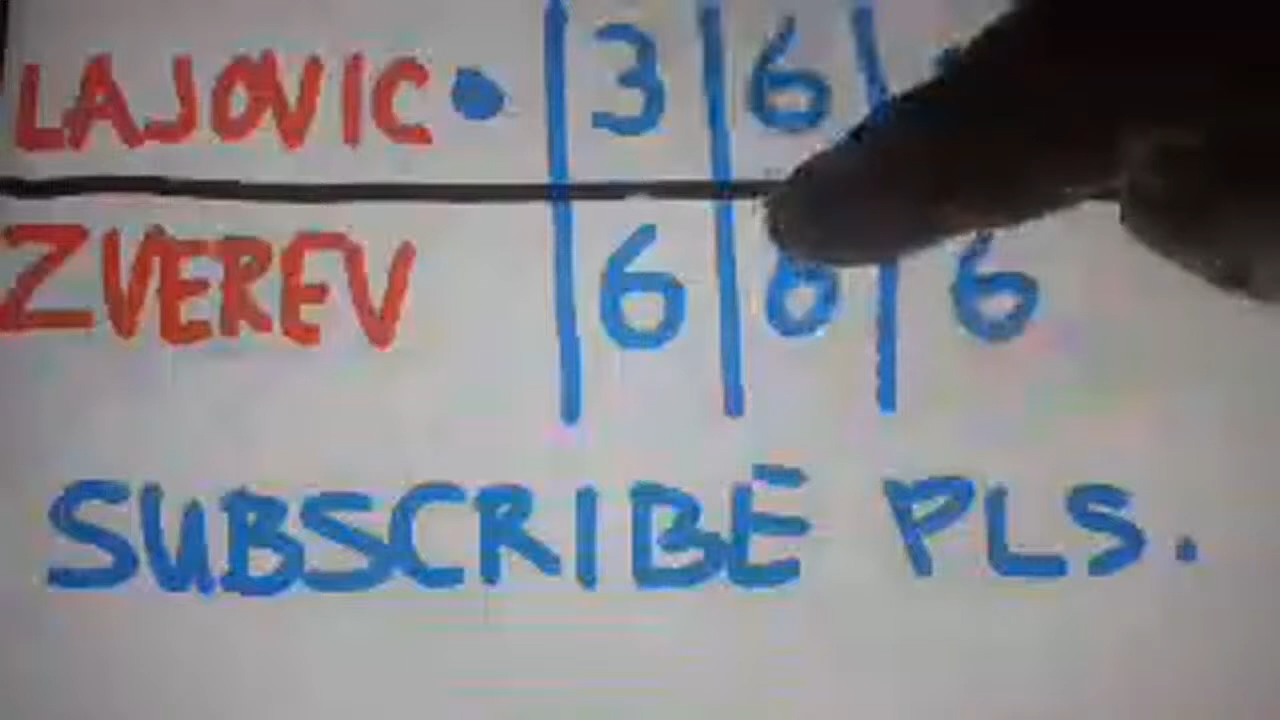 LAJOVIC • 3 6
ZVEREV 6 6 6
SUBSCRIBE PLS.